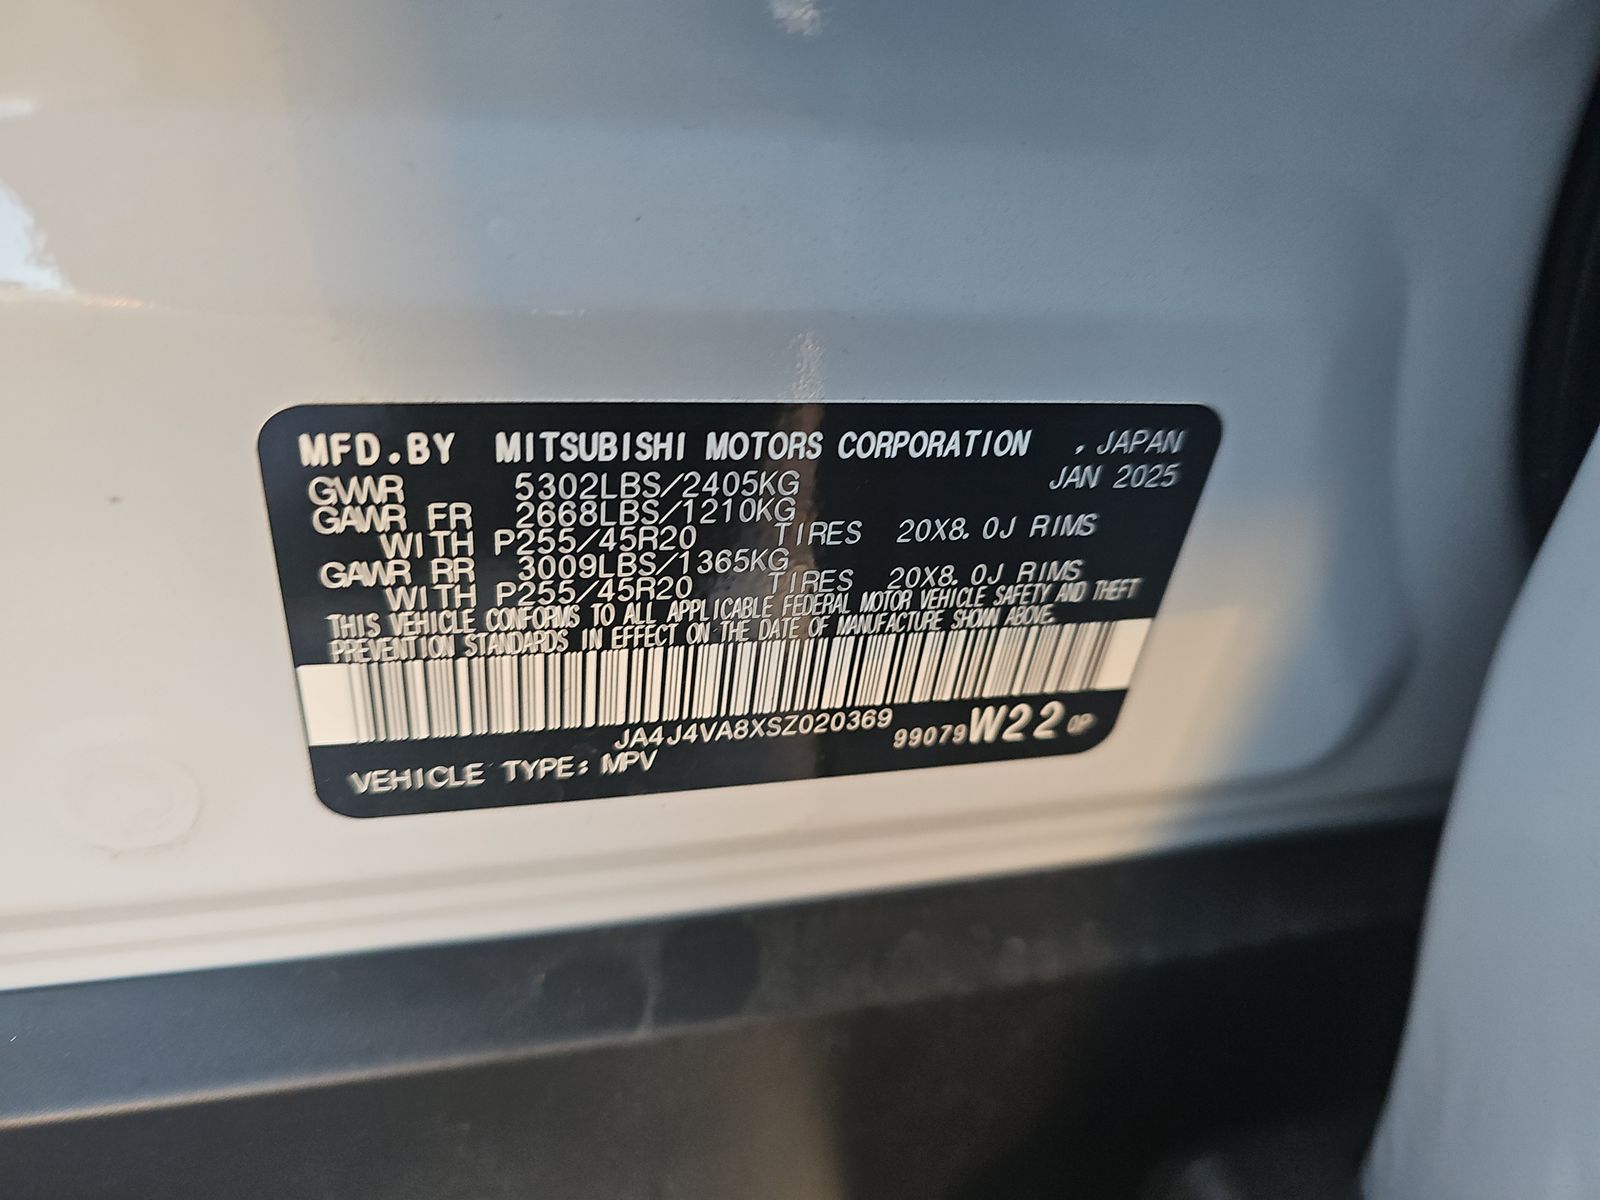 MFD.BY MITSUBISHI MOTORS CORPORATION , JAPAN
GVWR 5302LBS/2405KG JAN 2025
GAWR FR 2668LBS/1210KG
WITH P255/45R20 TIRES 20X8.0J RIMS
GAWR RR 3009LBS/1365KG
WITH P255/45R20 TIRES 20X8.0J RIMS
THIS VEHICLE CONFORMS TO ALL APPLICABLE FEDERAL MOTOR VEHICLE SAFETY AND THEFT
PREVENTION STANDARDS IN EFFECT ON THE DATE OF MANUFACTURE SHOWN ABOVE.
JA4J4VA8XSZ020369 99079W22 0P
VEHICLE TYPE: MPV